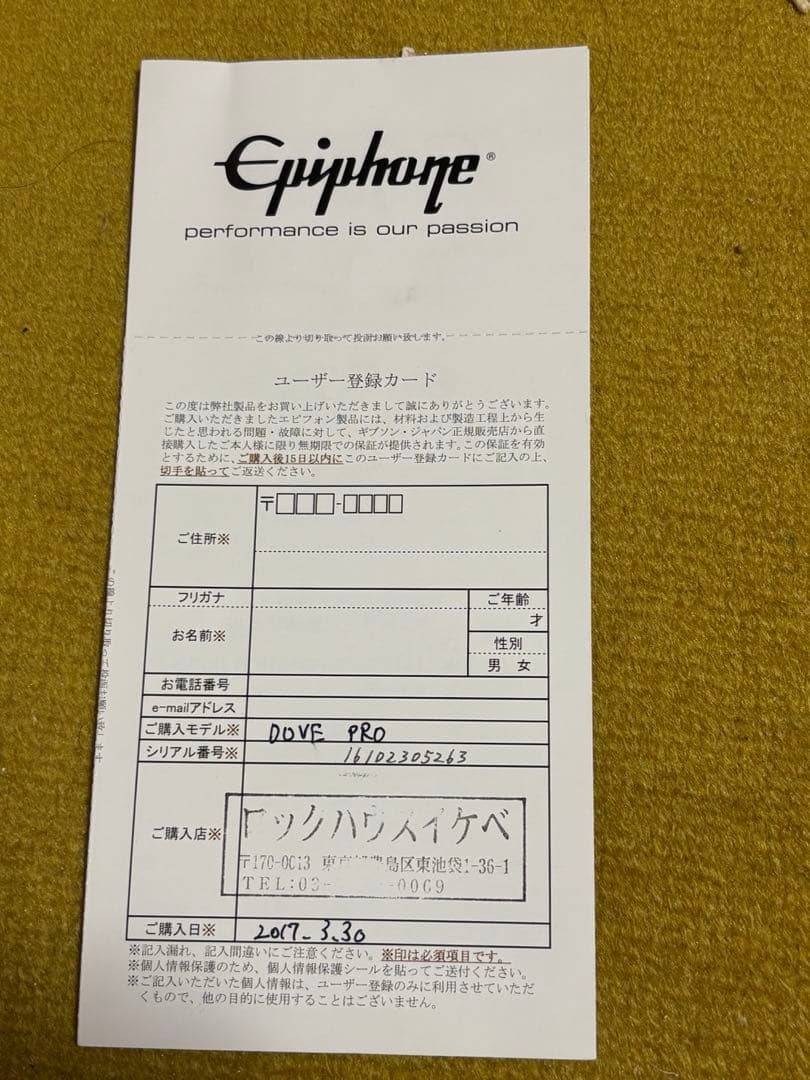 Epiphone®
performance is our passion
この線より切り取って投函お願い致します。
ユーザー登録カード
この度は弊社製品をお買い上げいただきまして誠にありがとうございます。
ご購入いただきましたエピフォン製品には、材料および製造工程上から生
じたと思われる問題・故障に対して、ギブソン・ジャパン正規販売店から直
接購入したご本人様に限り無期限での保証が提供されます。この保証を有効
とするために、ご購入後15日以内にこのユーザー登録カードにご記入の上、
切手を貼ってご返送ください。
ご住所※
〒□□□-□□□□
フリガナ
ご年齢
才
お名前※
性別
男 女
お電話番号
e-mailアドレス
ご購入モデル※ DOVE PRO
シリアル番号※ 16102305263
ご購入店※
ロックハウスイケベ
〒170-0013 東 島区東池袋1-36-1
TEL:03- -0069
ご購入日※ 2017.3.30
※記入漏れ、記入間違いにご注意ください。※印は必須項目です。
※個人情報保護のため、個人情報保護シールを貼ってご送付ください。
※ご記入いただいた個人情報は、ユーザー登録のみに利用させていただ
くもので、他の目的に使用することはございません。
この線より切り取って投函お願い致します